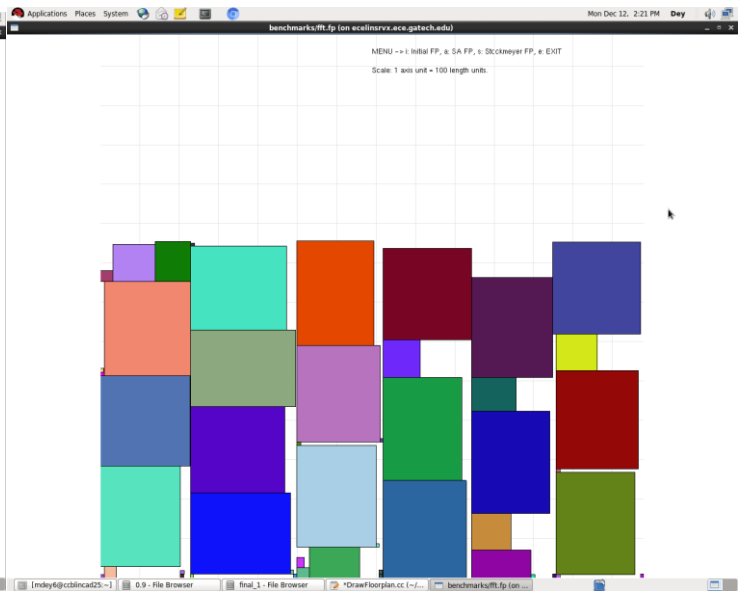 Applications Places System Mon Dec 12, 2:21 PM Dey
benchmarks/fft.fp (on ecelinsrvx.ece.gatech.edu)
MENU --> i: Initial FP, a: SA FP, s: Stockmeyer FP, e: EXIT
Scale: 1 axis unit = 100 length units.
[mdey6@ccblincad25:~] 0.9 - File Browser final_1 - File Browser *DrawFloorplan.cc (~/... benchmarks/fft.fp (on ...